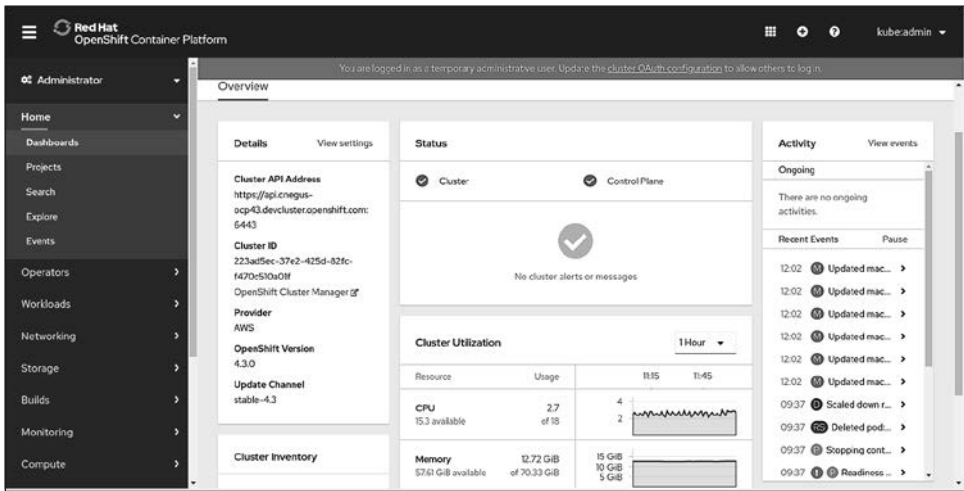 Red Hat
OpenShift Container Platform
kube:admin
Administrator
You are logged in as a temporary administrative user. Update the cluster OAuth configuration to allow others to log in.
Home
Dashboards
Projects
Search
Explore
Events
Operators
Workloads
Networking
Storage
Builds
Monitoring
Compute
Overview
Details View settings
Cluster API Address
https://api.cnegus-
ocp43.devcluster.openshift.com:
6443
Cluster ID
223ad5ec-37e2-425d-82fc-
f470c510a01f
OpenShift Cluster Manager
Provider
AWS
OpenShift Version
4.3.0
Update Channel
stable-4.3
Cluster Inventory
Status
Cluster Control Plane
No cluster alerts or messages
Cluster Utilization 1 Hour
Resource Usage 11:15 11:45
CPU 2.7 4
15.3 available of 18 2
Memory 12.72 GiB 15 GiB
57.61 GiB available of 70.33 GiB 10 GiB
5 GiB
Activity View events
Ongoing
There are no ongoing
activities.
Recent Events Pause
12:02 M Updated mac...
12:02 M Updated mac...
12:02 M Updated mac...
12:02 M Updated mac...
12:02 M Updated mac...
12:02 M Updated mac...
09:37 D Scaled down r...
09:37 RS Deleted pod:...
09:37 P Stopping cont...
09:37 P Readiness ...